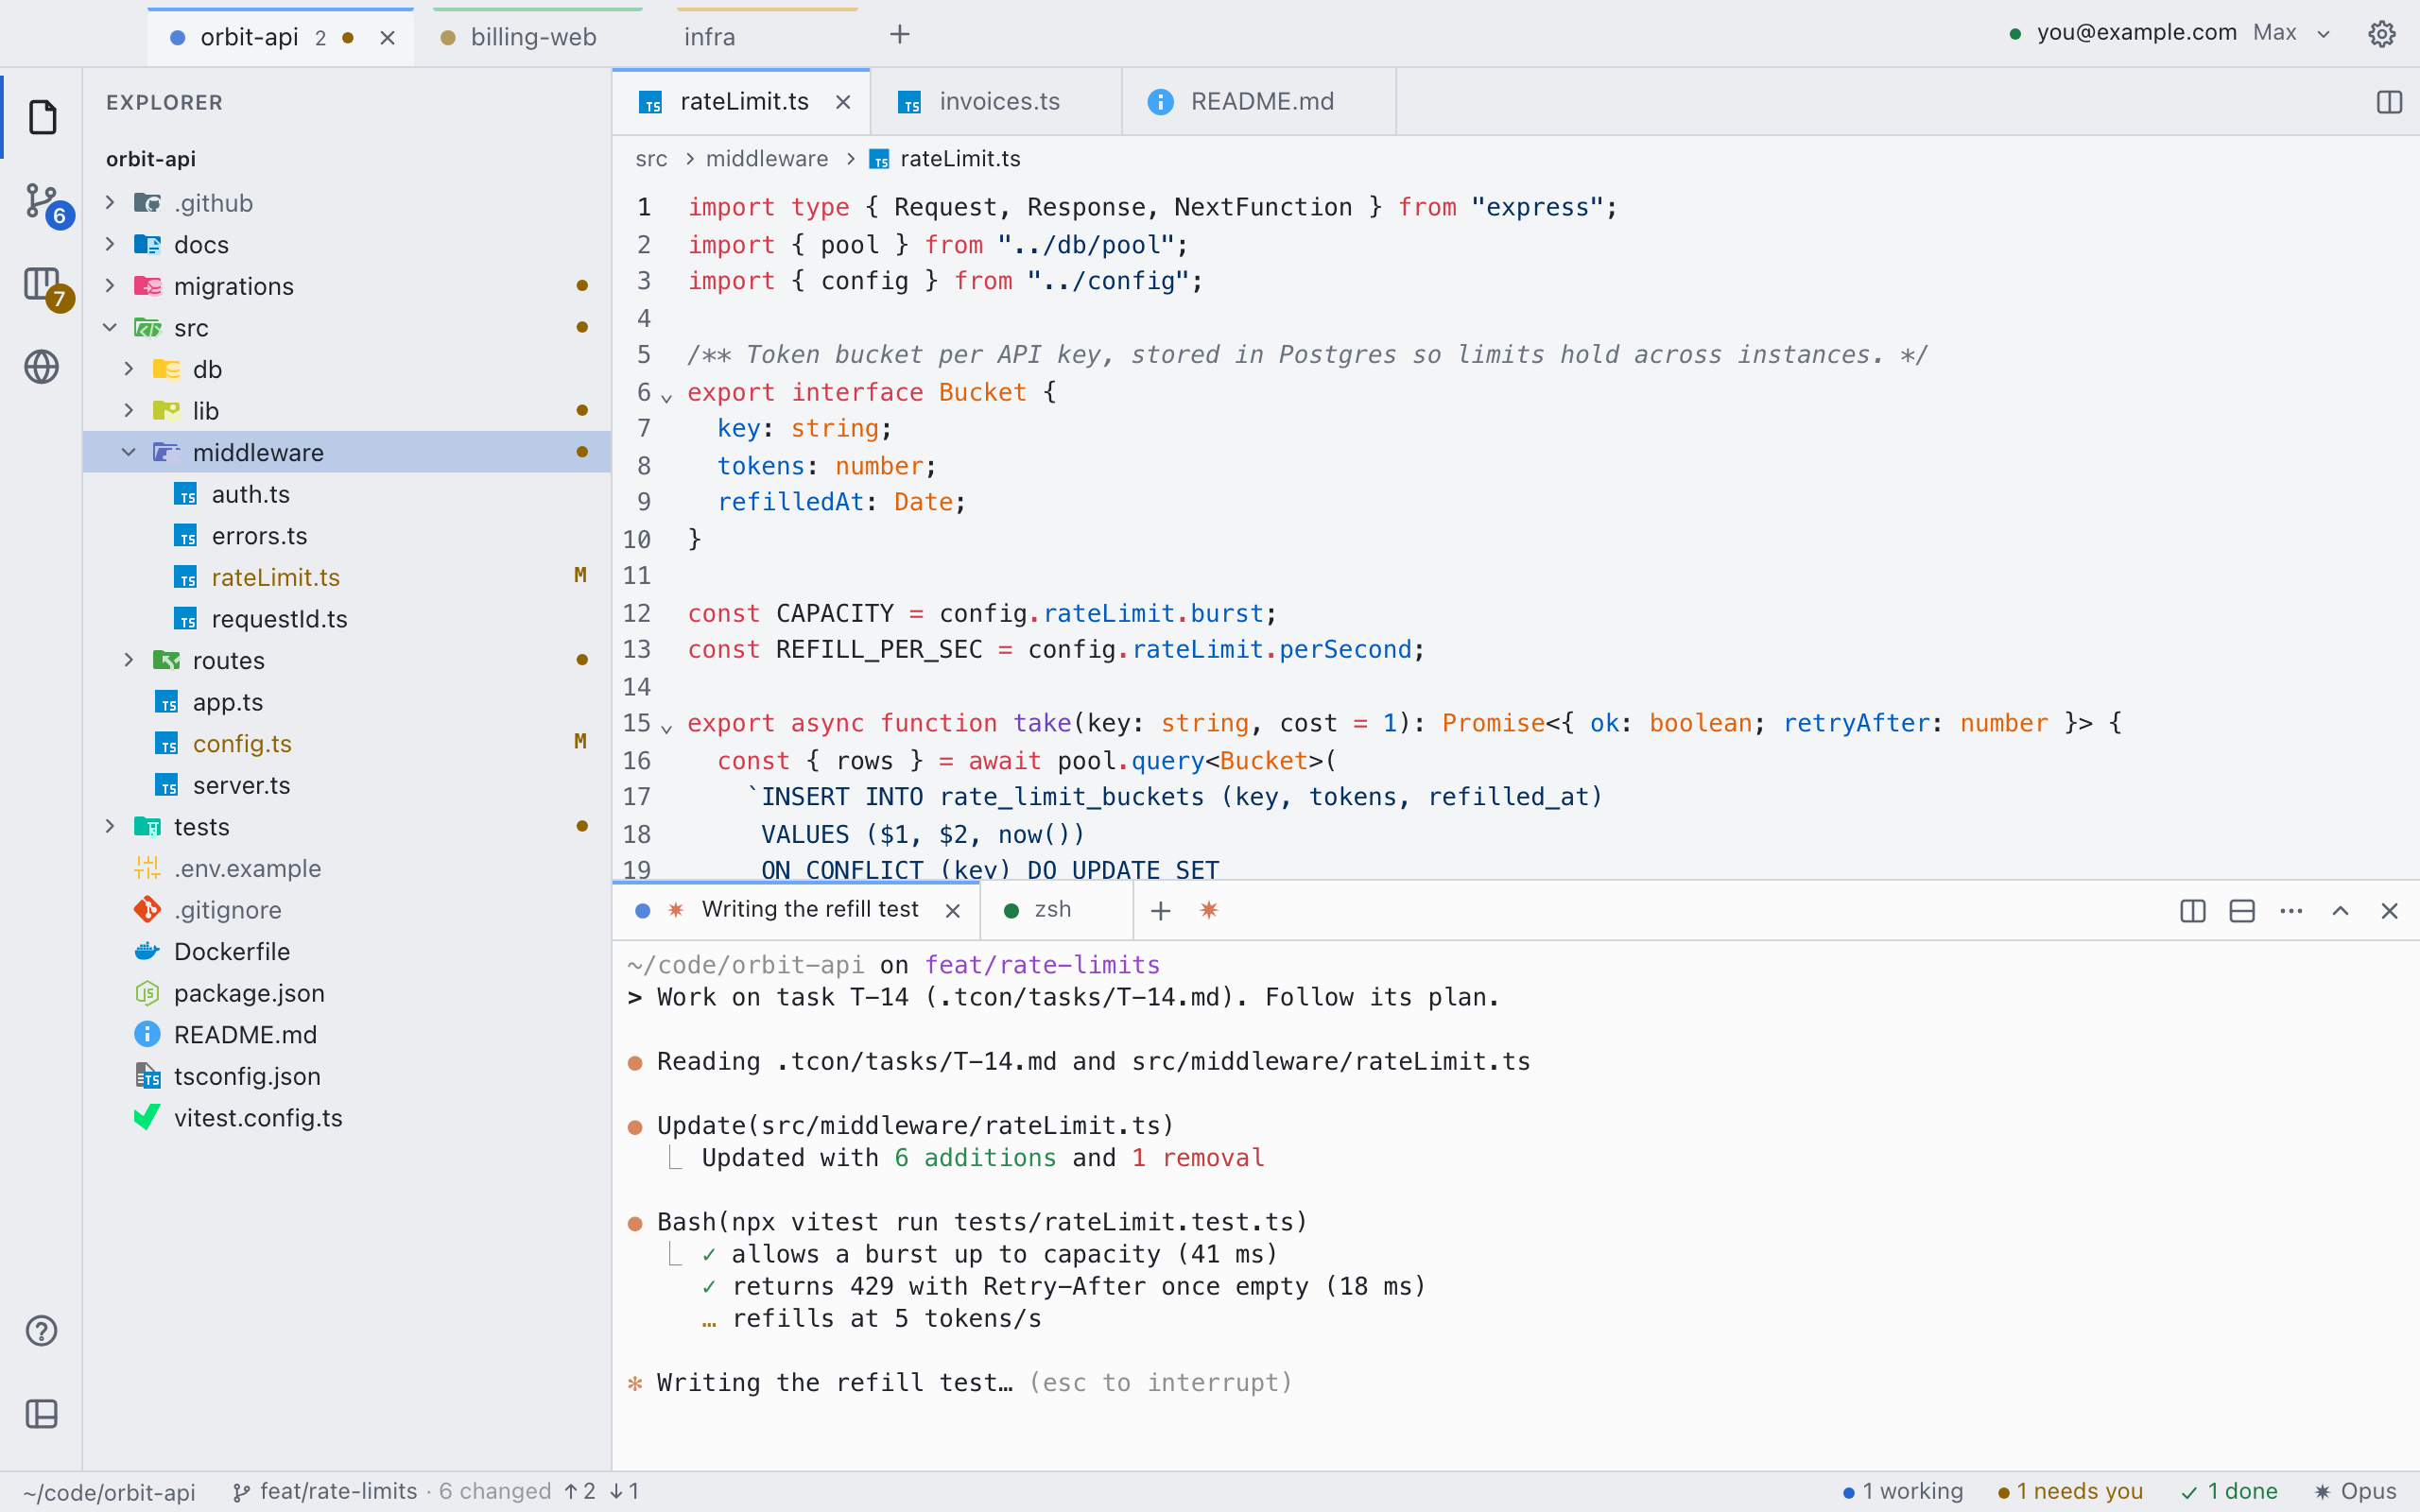 orbit-api 2
billing-web
infra
you@example.com Max
EXPLORER
orbit-api
.github
docs
migrations
src
db
lib
middleware
auth.ts
errors.ts
rateLimit.ts M
requestId.ts
routes
app.ts
config.ts M
server.ts
tests
.env.example
.gitignore
Dockerfile
package.json
README.md
tsconfig.json
vitest.config.ts
6
7
rateLimit.ts
invoices.ts
README.md
src > middleware > rateLimit.ts
1 import type { Request, Response, NextFunction } from "express";
2 import { pool } from "../db/pool";
3 import { config } from "../config";
4
5 /** Token bucket per API key, stored in Postgres so limits hold across instances. */
6 export interface Bucket {
7 key: string;
8 tokens: number;
9 refilledAt: Date;
10 }
11
12 const CAPACITY = config.rateLimit.burst;
13 const REFILL_PER_SEC = config.rateLimit.perSecond;
14
15 export async function take(key: string, cost = 1): Promise<{ ok: boolean; retryAfter: number }> {
16 const { rows } = await pool.query<Bucket>(
17 `INSERT INTO rate_limit_buckets (key, tokens, refilled_at)
18 VALUES ($1, $2, now())
19 ON CONFLICT (key) DO UPDATE SET
Writing the refill test
zsh
~/code/orbit-api on feat/rate-limits
> Work on task T-14 (.tcon/tasks/T-14.md). Follow its plan.
● Reading .tcon/tasks/T-14.md and src/middleware/rateLimit.ts
● Update(src/middleware/rateLimit.ts)
⎿ Updated with 6 additions and 1 removal
● Bash(npx vitest run tests/rateLimit.test.ts)
⎿ ✓ allows a burst up to capacity (41 ms)
✓ returns 429 with Retry-After once empty (18 ms)
… refills at 5 tokens/s
✻ Writing the refill test… (esc to interrupt)
~/code/orbit-api
feat/rate-limits · 6 changed ↑2 ↓1
1 working
1 needs you
✓ 1 done
Opus